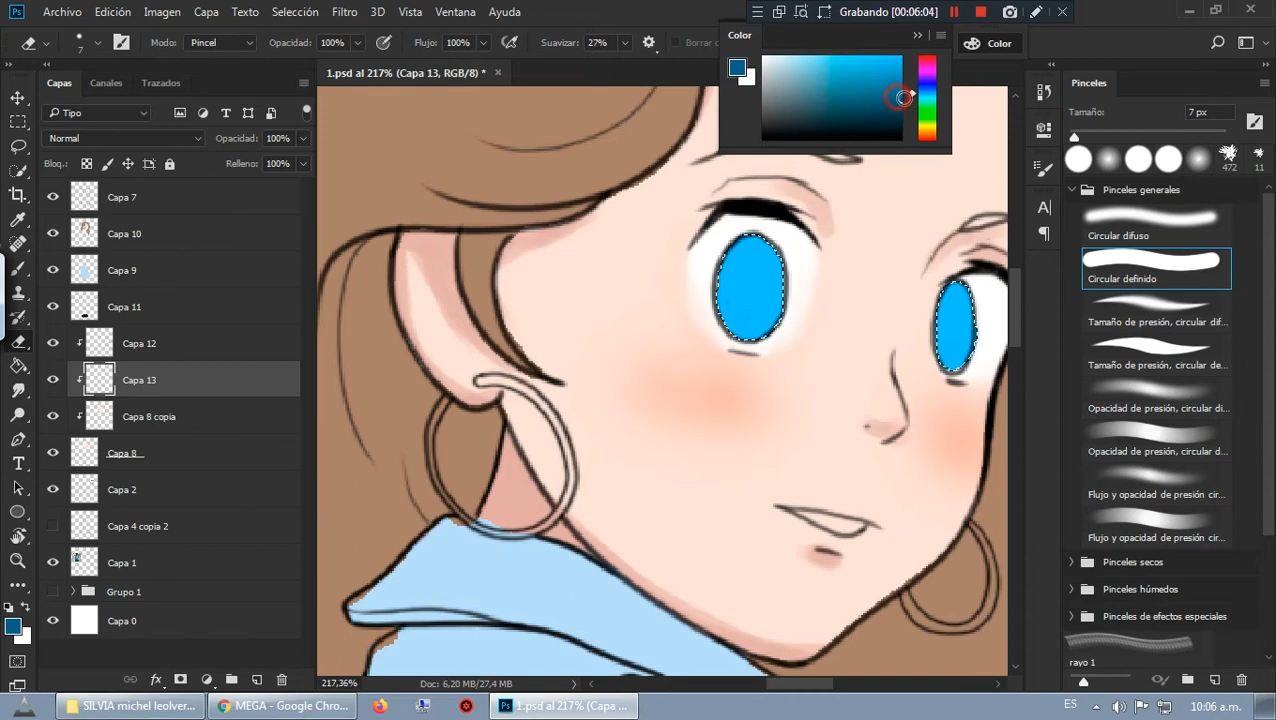 Ps Archivo Edición Imagen Capa Texto Selección Filtro 3D Vista Ventana Ayuda
Grabando [00:06:04]
7 Modo: Pincel Opacidad: 100% Flujo: 100% Suavizar: 27% Borrar
Color
Color
Capas Canales Trazados
1.psd al 217% (Capa 13, RGB/8) *
Pinceles
Tipo
Tamaño: 7 px
Normal Opacidad: 100%
Bloq.: Relleno: 100%
472 11
Capa 7
Capa 10
Capa 9
Capa 11
Capa 12
Capa 13
Capa 8 copia
Capa 8
Capa 2
Capa 4 copia 2
Capa 1
Grupo 1
Capa 0
Pinceles generales
Circular difuso
Circular definido
Tamaño de presión, circular dif...
Tamaño de presión, circular de...
Opacidad de presión, circular di...
Opacidad de presión, circular d...
Flujo y opacidad de presión cir...
Flujo y opacidad de presión cir...
Pinceles secos
Pinceles húmedos
Pinceles de efectos especiales
rayo 1
fx
217,36% Doc: 6,20 MB/27,4 MB
SILVIA michel leolver... MEGA - Google Chro... Ps 1.psd al 217% (Capa ... ES 10:06 a.m.